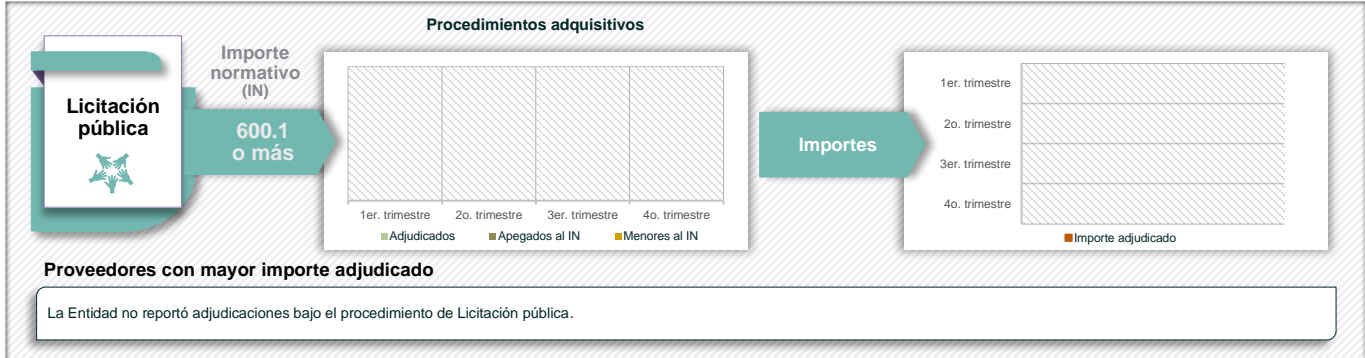 Procedimientos adquisitivos
Licitación
pública
Importe
normativo
(IN)
600.1
o más
1er. trimestre 2o. trimestre 3er. trimestre 4o. trimestre
Adjudicados Apegados al IN Menores al IN
Importes
1er. trimestre
2o. trimestre
3er. trimestre
4o. trimestre
Importe adjudicado
Proveedores con mayor importe adjudicado
La Entidad no reportó adjudicaciones bajo el procedimiento de Licitación pública.